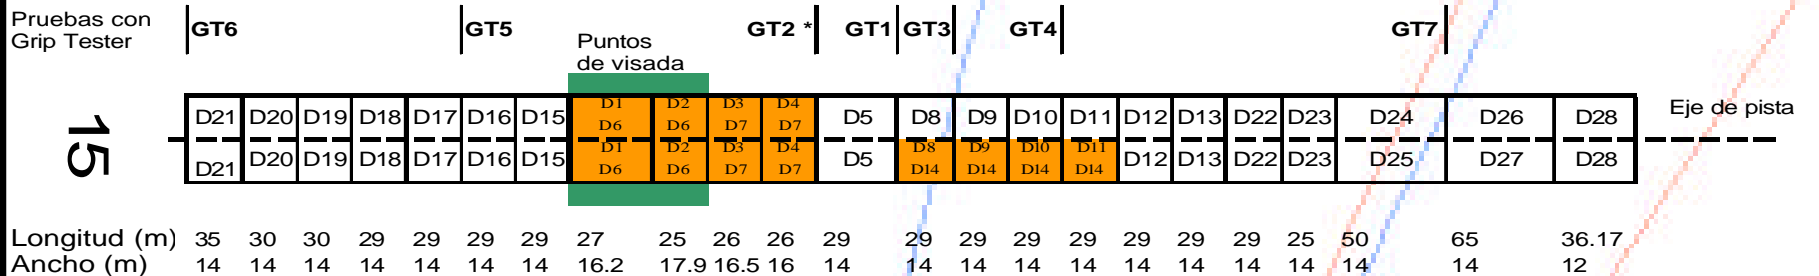 Pruebas con
Grip Tester
GT6 GT5 GT2 * GT1 GT3 GT4 GT7
Puntos
de visada
15
D21 D20 D19 D18 D17 D16 D15 D1 D2 D3 D4 D5 D8 D9 D10 D11 D12 D13 D22 D23 D24 D26 D28
D6 D6 D7 D7
Eje de pista
D21 D20 D19 D18 D17 D16 D15 D1 D2 D3 D4 D5 D8 D9 D10 D11 D12 D13 D22 D23 D25 D27 D28
D6 D6 D7 D7 D14 D14 D14 D14
Longitud (m) 35 30 30 29 29 29 29 27 25 26 26 29 29 29 29 29 29 29 29 25 50 65 36.17
Ancho (m) 14 14 14 14 14 14 14 16.2 17.9 16.5 16 14 14 14 14 14 14 14 14 14 14 14 12